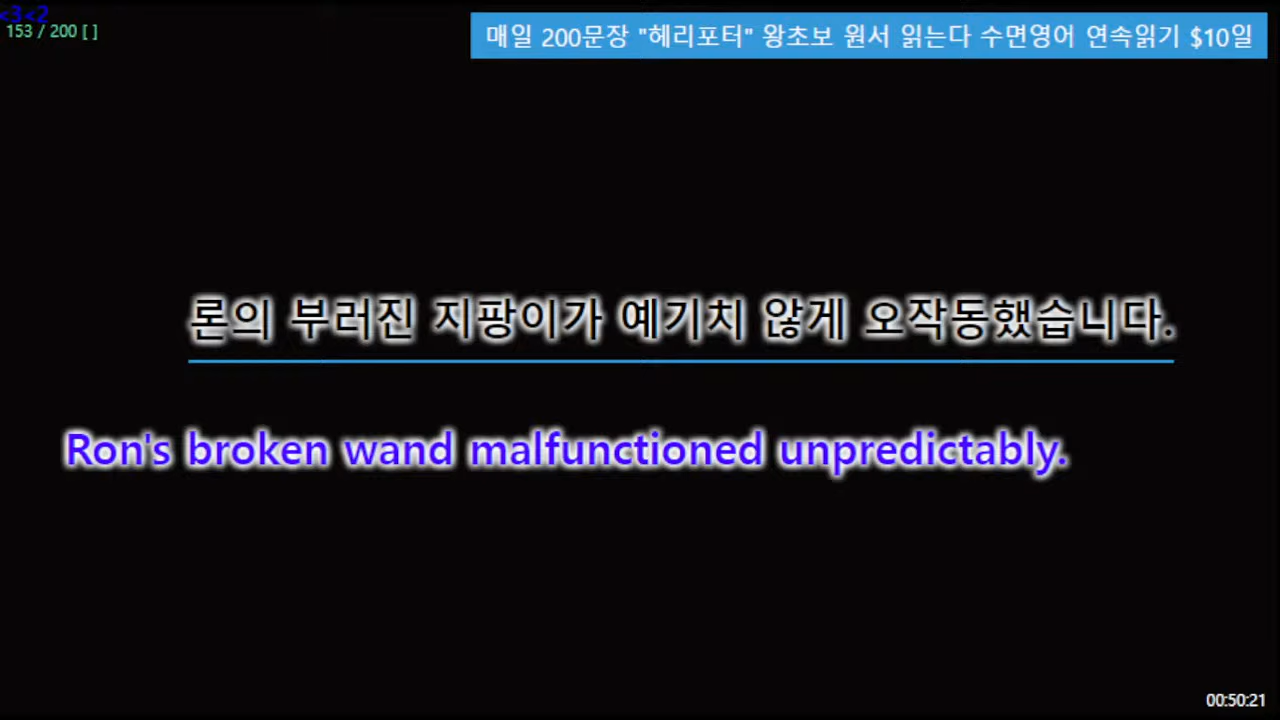 <3<2
153 / 200 [ ]
매일 200문장 "헤리포터" 왕초보 원서 읽는다 수면영어 연속읽기 $10일
론의 부러진 지팡이가 예기치 않게 오작동했습니다.
Ron's broken wand malfunctioned unpredictably.
00:50:21